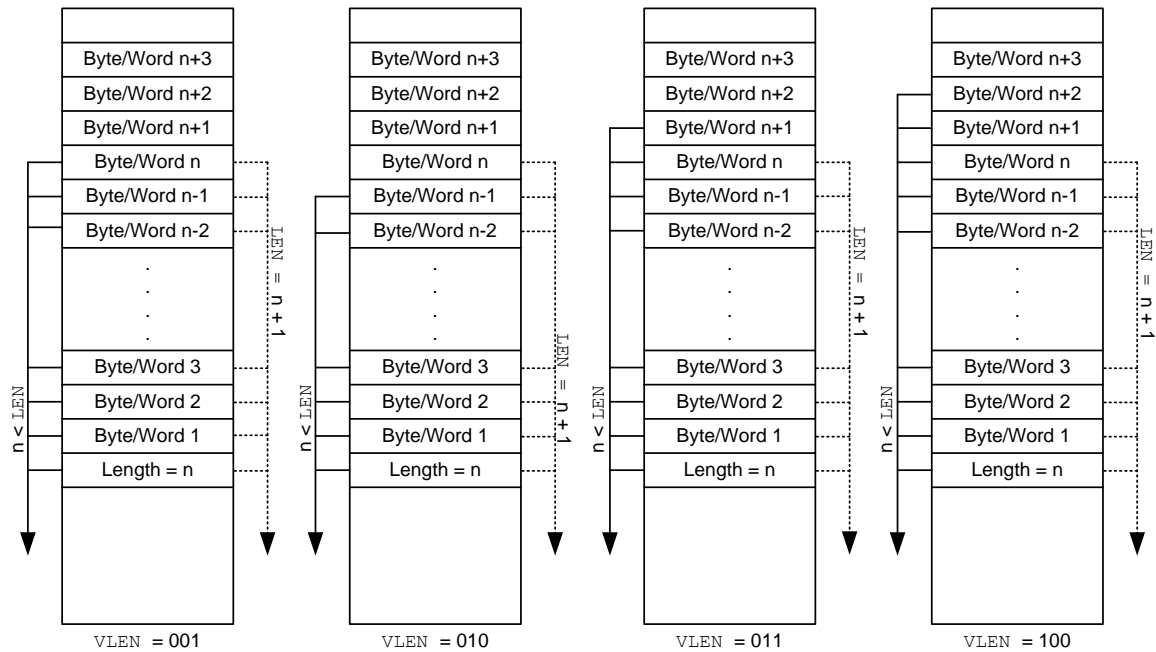 Byte/Word n+3
Byte/Word n+2
Byte/Word n+1
Byte/Word n
Byte/Word n-1
Byte/Word n-2
.
.
.
.
Byte/Word 3
Byte/Word 2
Byte/Word 1
Length = n
LEN > n
LEN = n + 1
VLEN = 001
Byte/Word n+3
Byte/Word n+2
Byte/Word n+1
Byte/Word n
Byte/Word n-1
Byte/Word n-2
.
.
.
.
Byte/Word 3
Byte/Word 2
Byte/Word 1
Length = n
LEN > n
LEN = n + 1
VLEN = 010
Byte/Word n+3
Byte/Word n+2
Byte/Word n+1
Byte/Word n
Byte/Word n-1
Byte/Word n-2
.
.
.
.
Byte/Word 3
Byte/Word 2
Byte/Word 1
Length = n
LEN > n
LEN = n + 1
VLEN = 011
Byte/Word n+3
Byte/Word n+2
Byte/Word n+1
Byte/Word n
Byte/Word n-1
Byte/Word n-2
.
.
.
.
Byte/Word 3
Byte/Word 2
Byte/Word 1
Length = n
LEN > n
LEN = n + 1
VLEN = 100